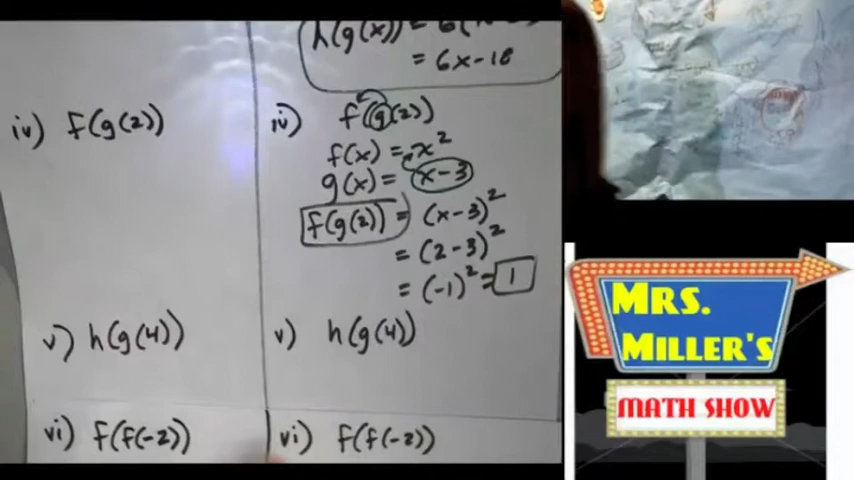 h(g(x)) = 6(
= 6x-18
iv) f(g(2))
iv) f(g(2))
f(x) = x²
g(x) = x-3
f(g(2)) = (x-3)²
= (2-3)²
= (-1)² = 1
v) h(g(4))
v) h(g(4))
vi) f(f(-2))
vi) f(f(-2))
MRS.
MILLER'S
MATH SHOW